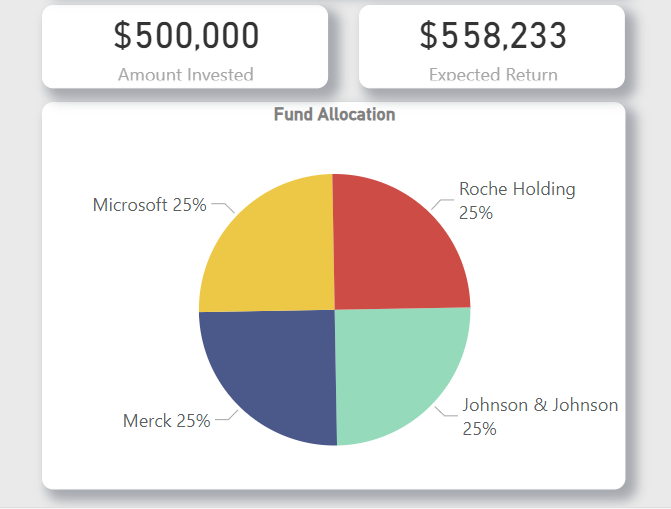 $500,000
Amount Invested
$558,233
Expected Return
Fund Allocation
Microsoft 25%
Roche Holding
25%
Merck 25%
Johnson & Johnson
25%